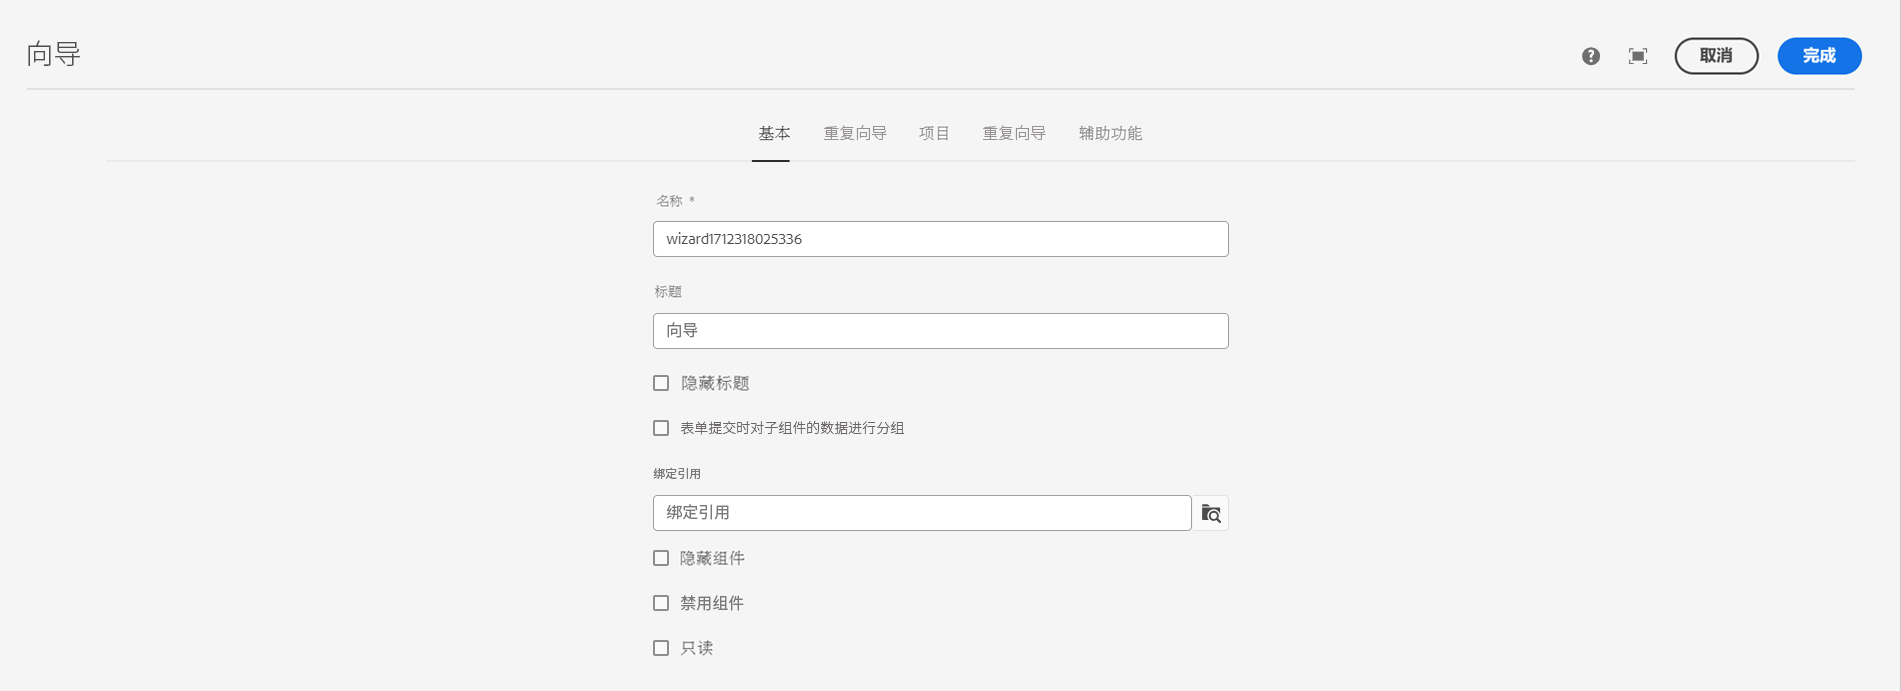 向导
取消 完成
基本 重复向导 项目 重复向导 辅助功能
名称 *
wizard1712318025336
标题
向导
隐藏标题
表单提交时对子组件的数据进行分组
绑定引用
绑定引用
隐藏组件
禁用组件
只读